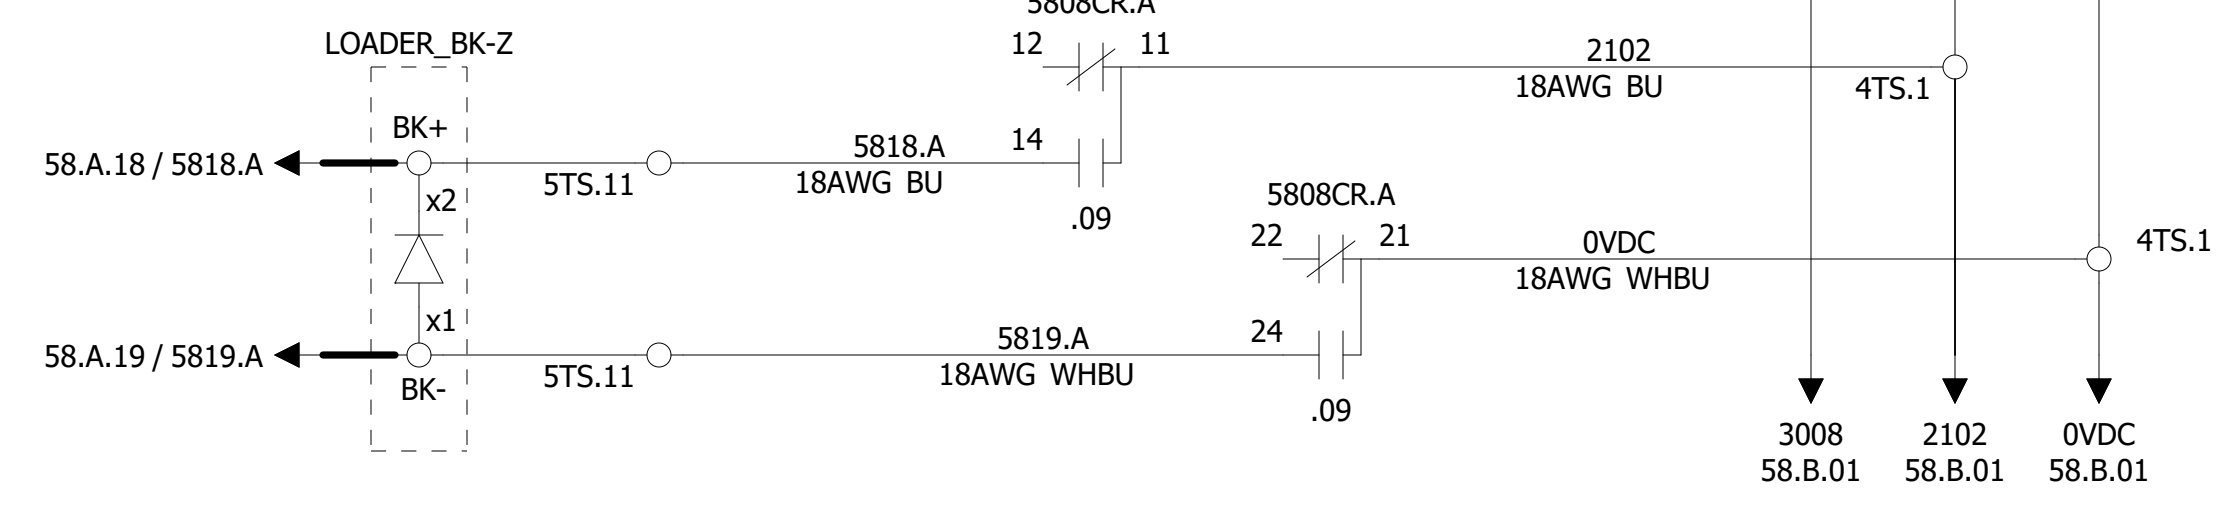 5808CR.A
LOADER_BK-Z
12
11
2102
18AWG BU
4TS.1
BK+
14
5818.A
18AWG BU
58.A.18 / 5818.A
5TS.11
x2
.09
5808CR.A
22
21
0VDC
18AWG WHBU
4TS.1
x1
24
5819.A
18AWG WHBU
58.A.19 / 5819.A
5TS.11
BK-
.09
3008
58.B.01
2102
58.B.01
0VDC
58.B.01